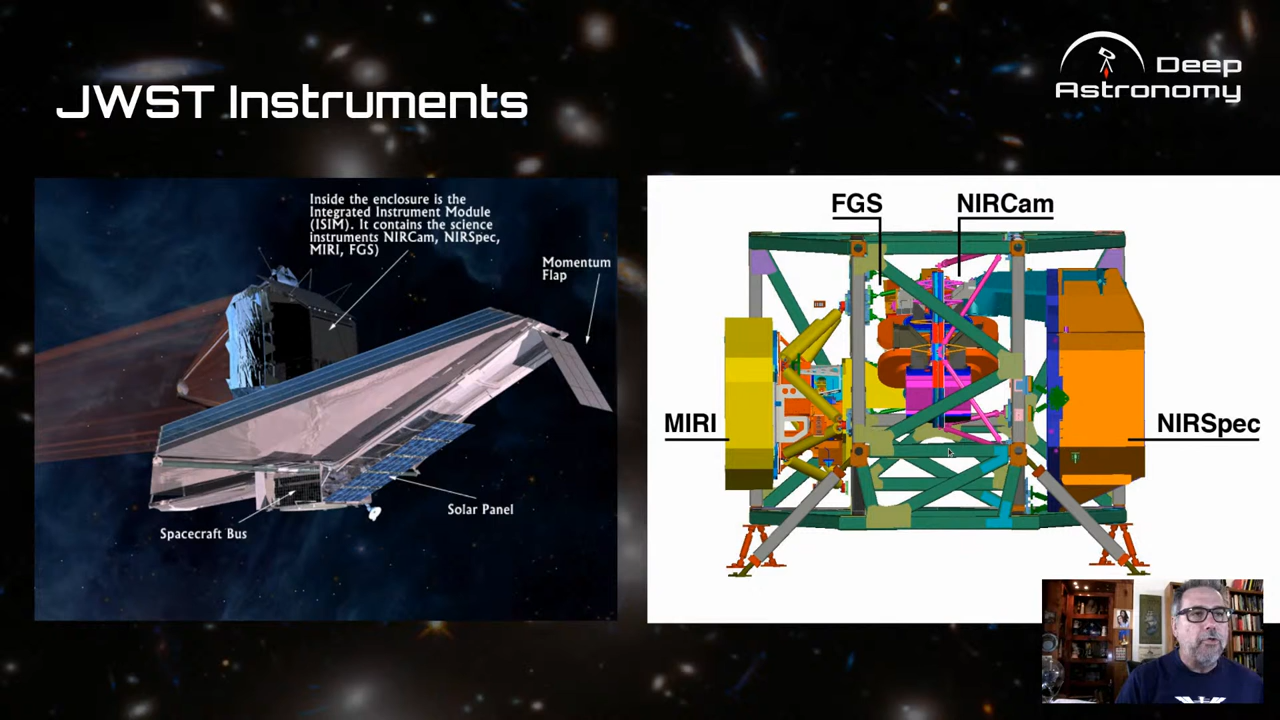 JWST Instruments
Deep
Astronomy
Inside the enclosure is the
Integrated Instrument Module
(ISIM). It contains the science
instruments NIRCam, NIRSpec,
MIRI, FGS)
Momentum
Flap
Solar Panel
Spacecraft Bus
FGS
NIRCam
MIRI
NIRSpec